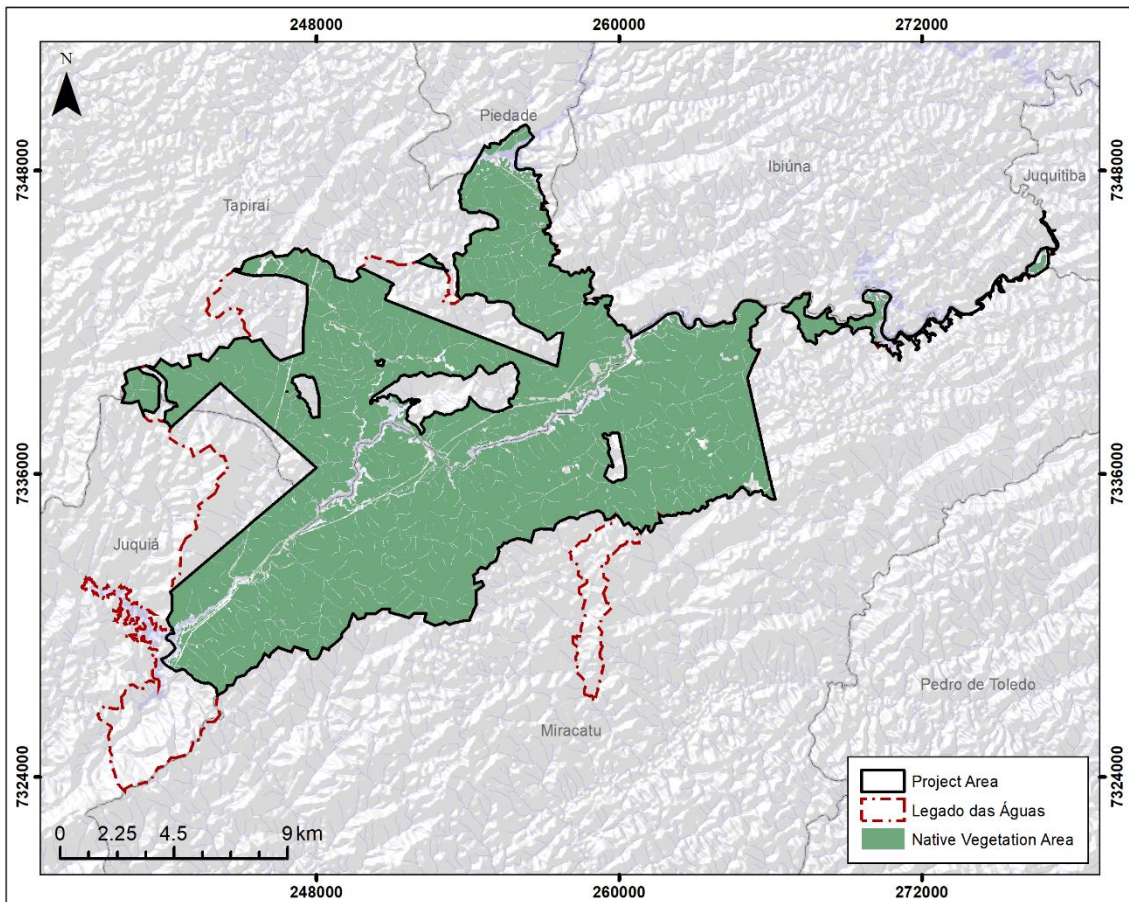 248000 260000 272000
N
Piedade
Ibiúna
7348000 7348000
Juquitiba
Tapiraí
7336000 7336000
Juquiá
Pedro de Toledo
Miracatu
7324000 7324000
Project Area
Legado das Águas
Native Vegetation Area
0 2.25 4.5 9 km
248000 260000 272000